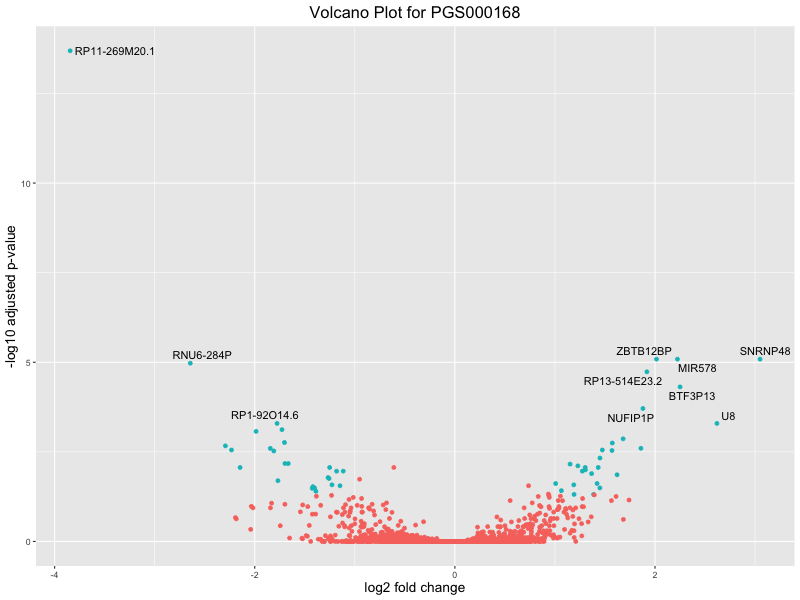 Volcano Plot for PGS000168
RP11-269M20.1
10
-log10 adjusted p-value
ZBTB12BP
SNRNP48
RNU6-284P
5
MIR578
RP13-514E23.2
BTF3P13
RP1-92O14.6
NUFIP1P
U8
0
-4
-2
0
2
log2 fold change